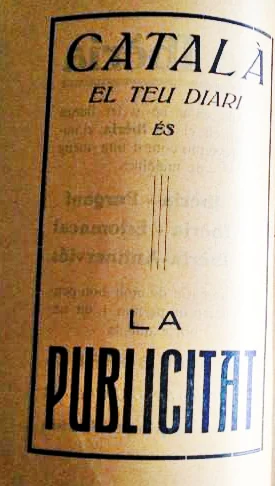 CATALÀ
EL TEU DIARI
ÉS
LA
PUBLICITAT